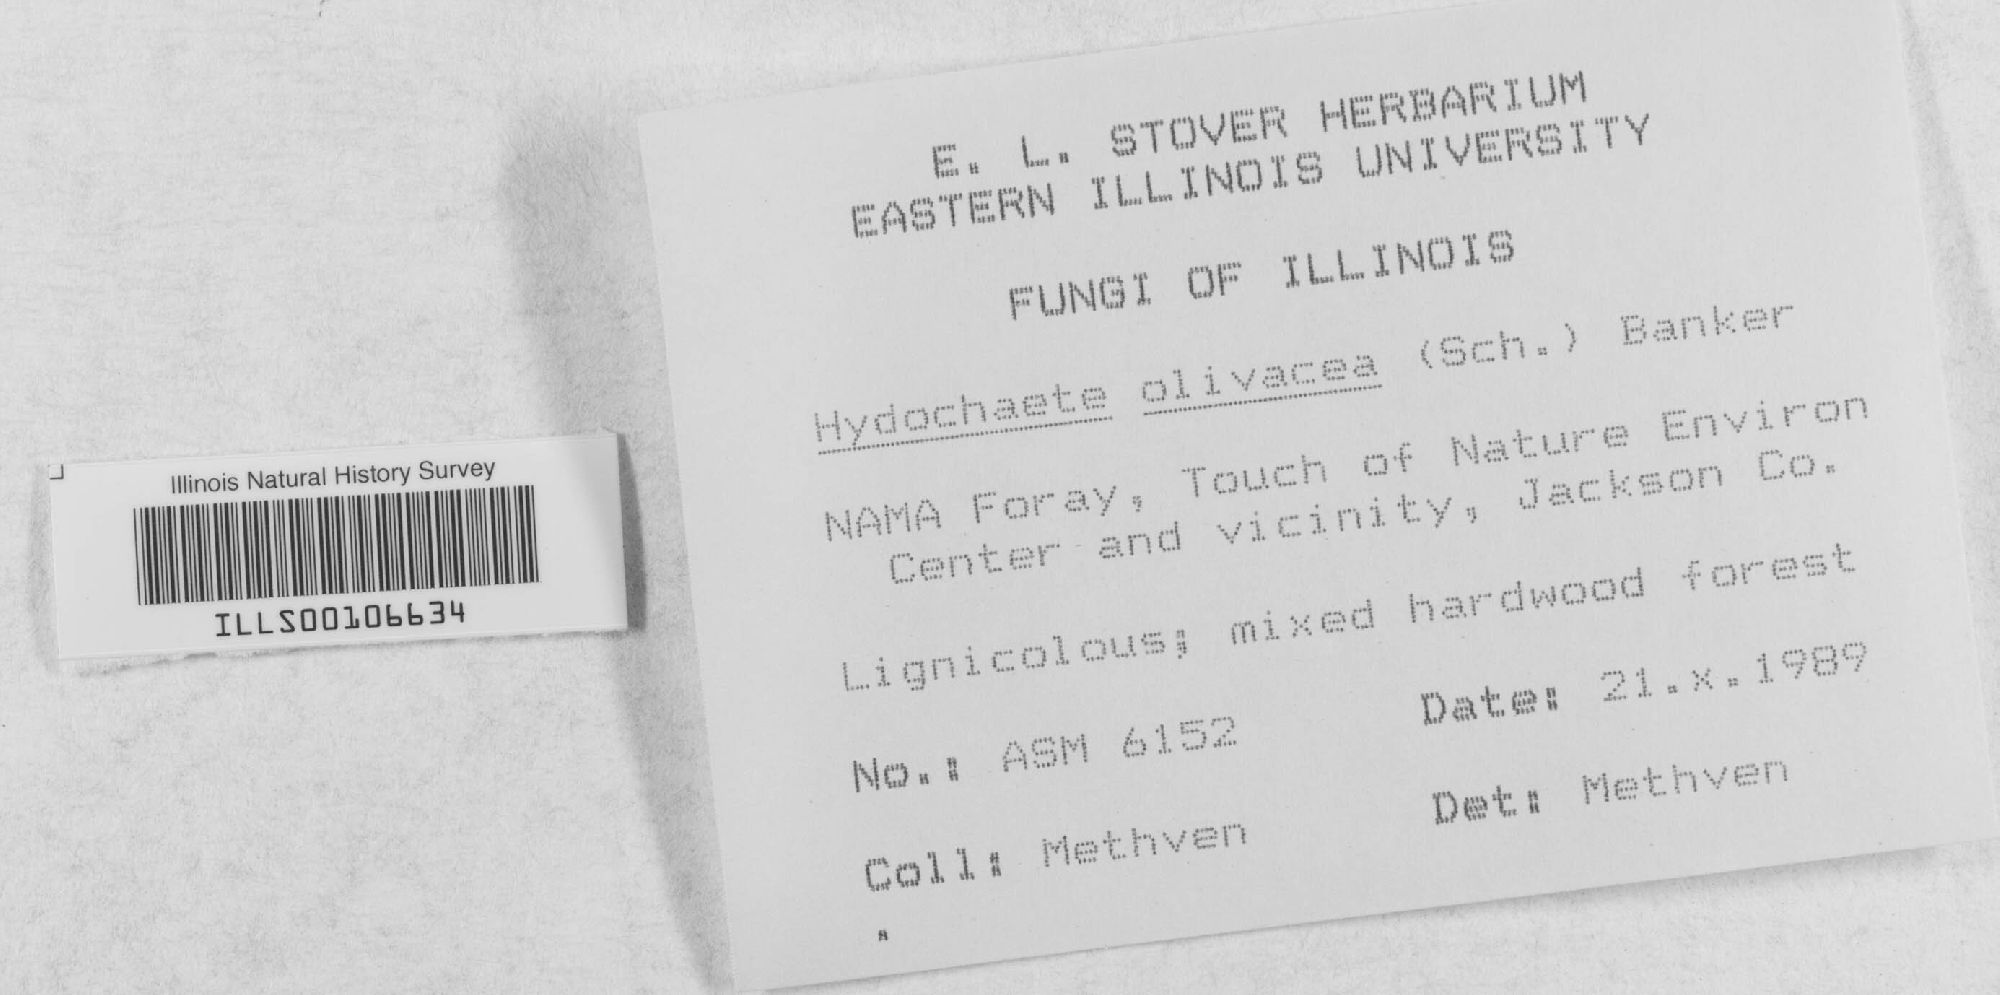 Illinois Natural History Survey
ILLS00106634
E. L. STOVER HERBARIUM
EASTERN ILLINOIS UNIVERSITY
FUNGI OF ILLINOIS
Hydochaete olivacea (Sch.) Banker
NAMA Foray, Touch of Nature Environ
Center and vicinity, Jackson Co.
Lignicolous; mixed hardwood forest
No.: ASM 6152 Date: 21.x.1989
Coll: Methven Det: Methven
.